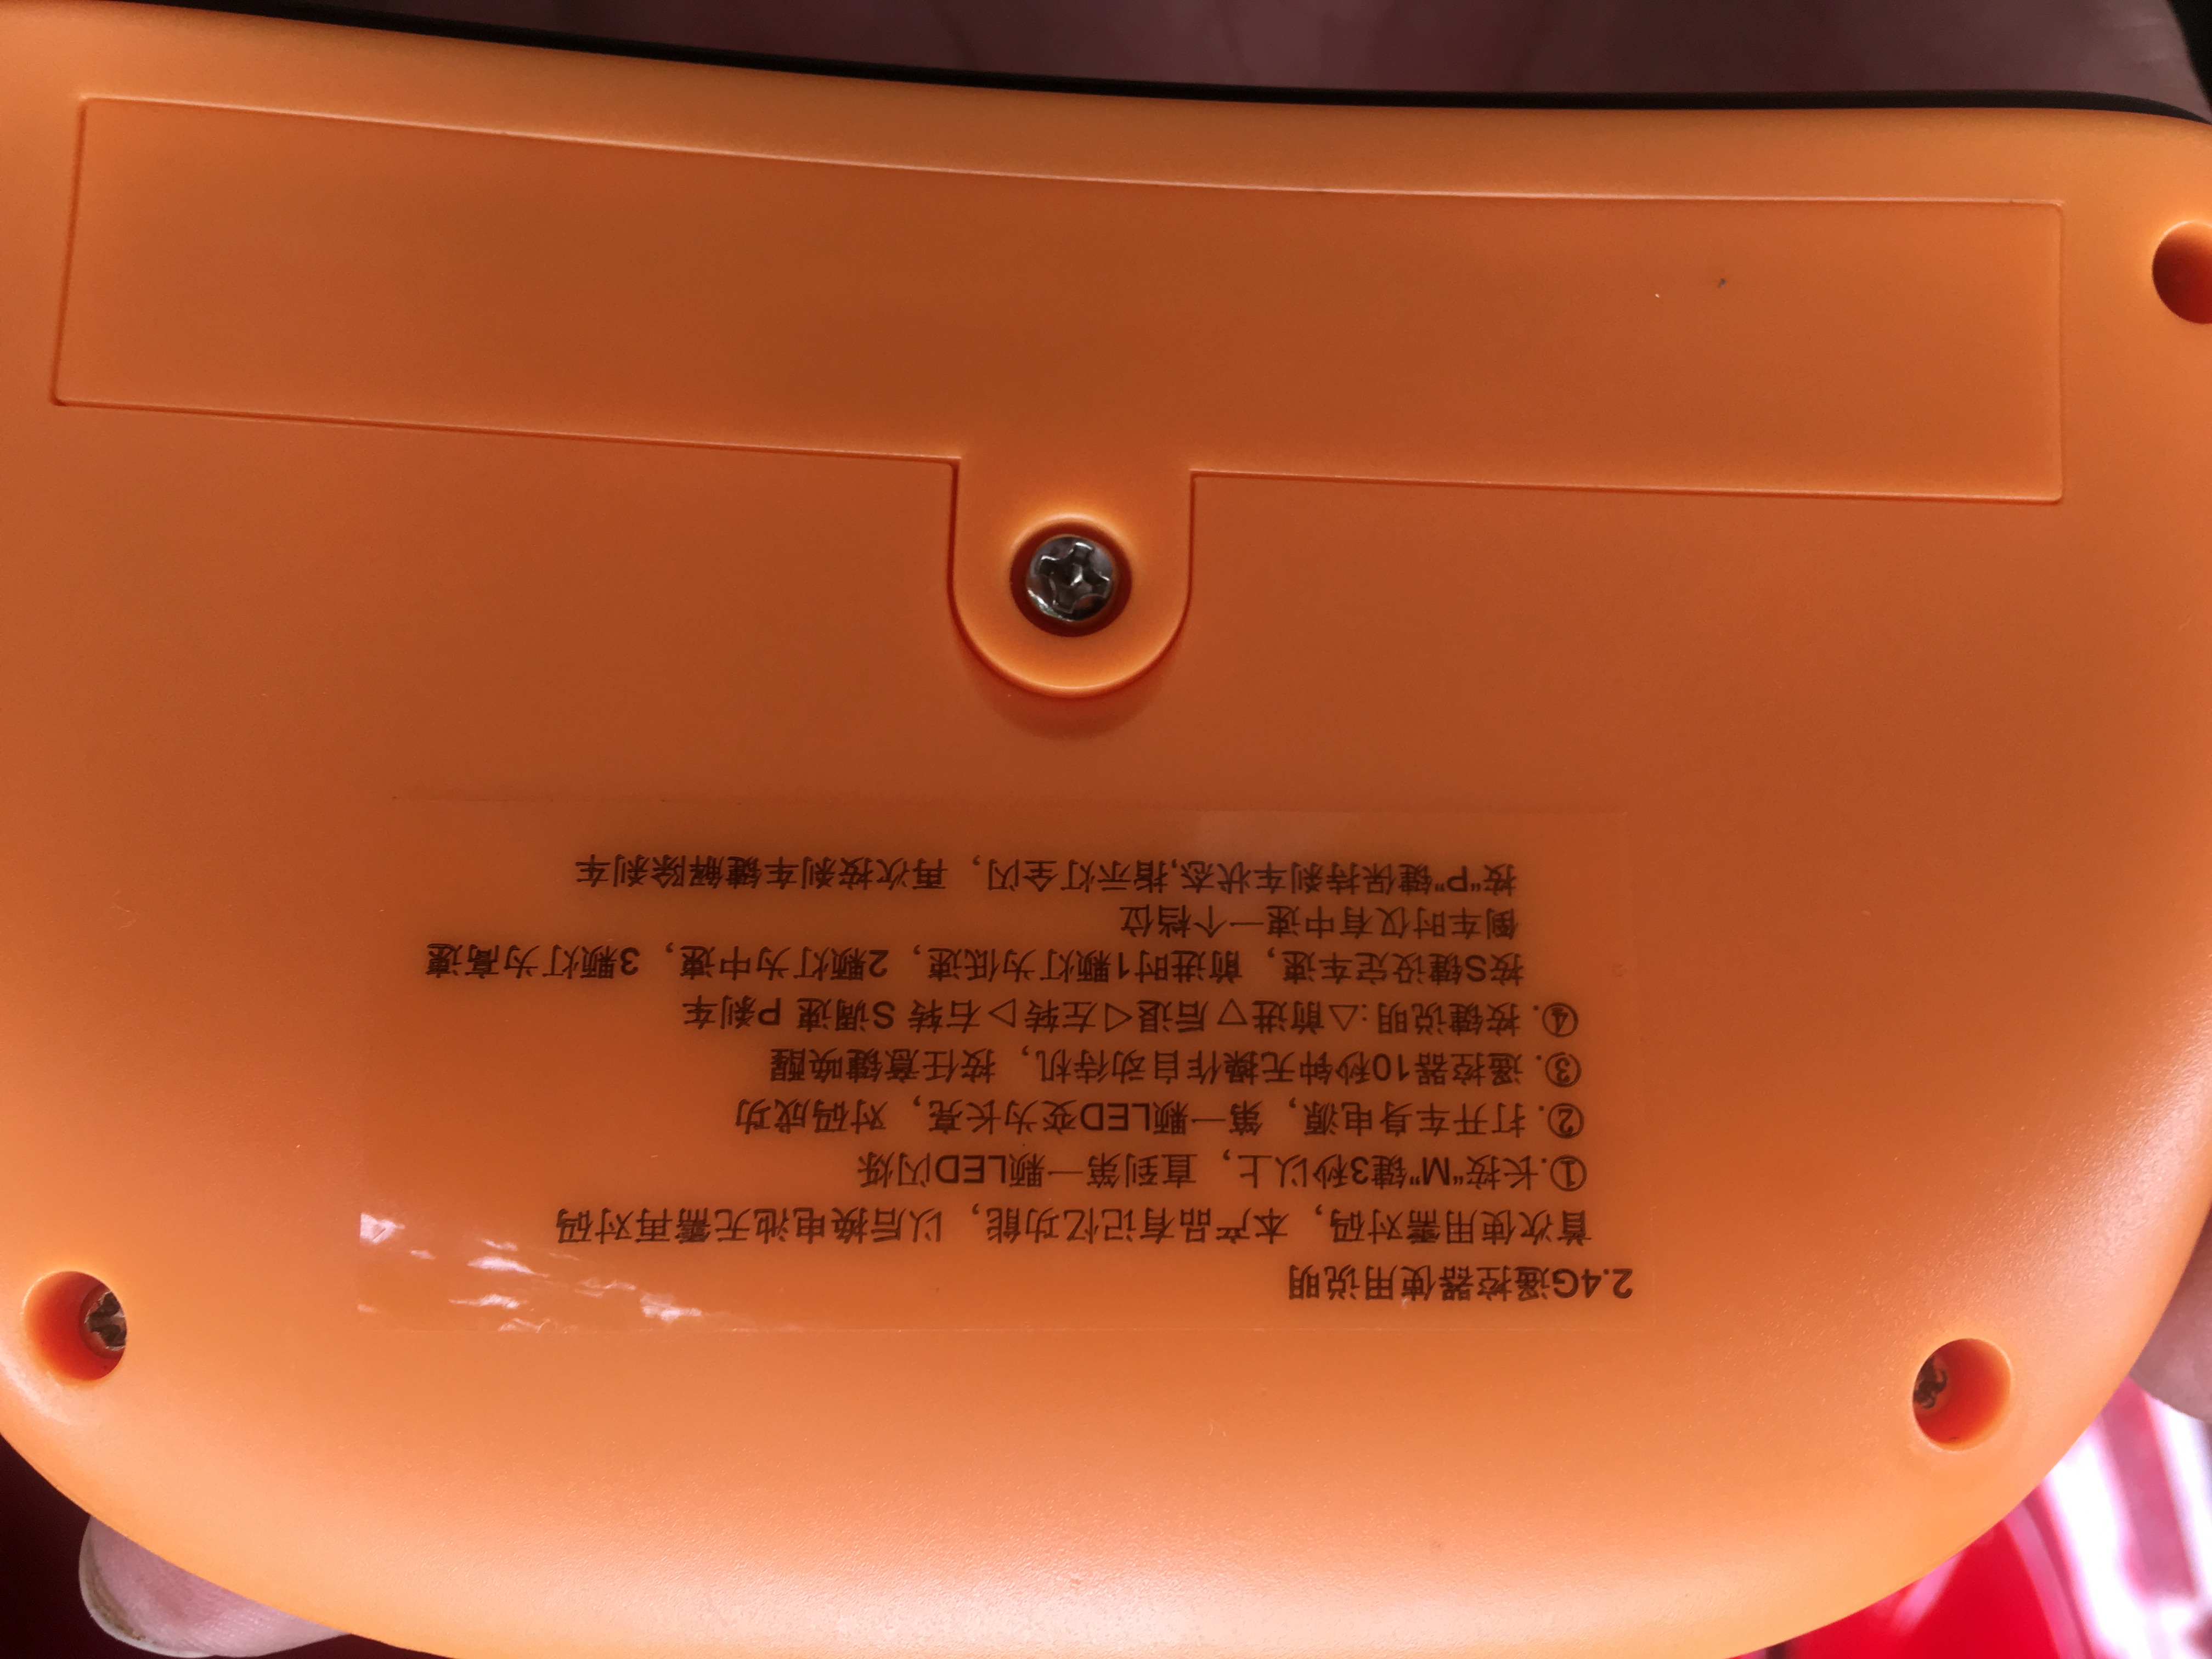 2.4G遥控器使用说明
首次使用需对码，本产品有记忆功能，以后换电池无需再对码
①.长按“M”键3秒以上，直到第一颗LED闪烁
②.打开车身电源，第一颗LED变为长亮，对码成功
③.遥控器10秒钟无操作自动待机，按任意键唤醒
④.按键说明:△前进▽后退◁左转▷右转 S调速 P刹车
按S键设定车速，前进时1颗灯为低速，2颗灯为中速，3颗灯为高速
倒车时仅有中速一个档位
按“P”键保持刹车状态,指示灯全闪，再次按刹车键解除刹车